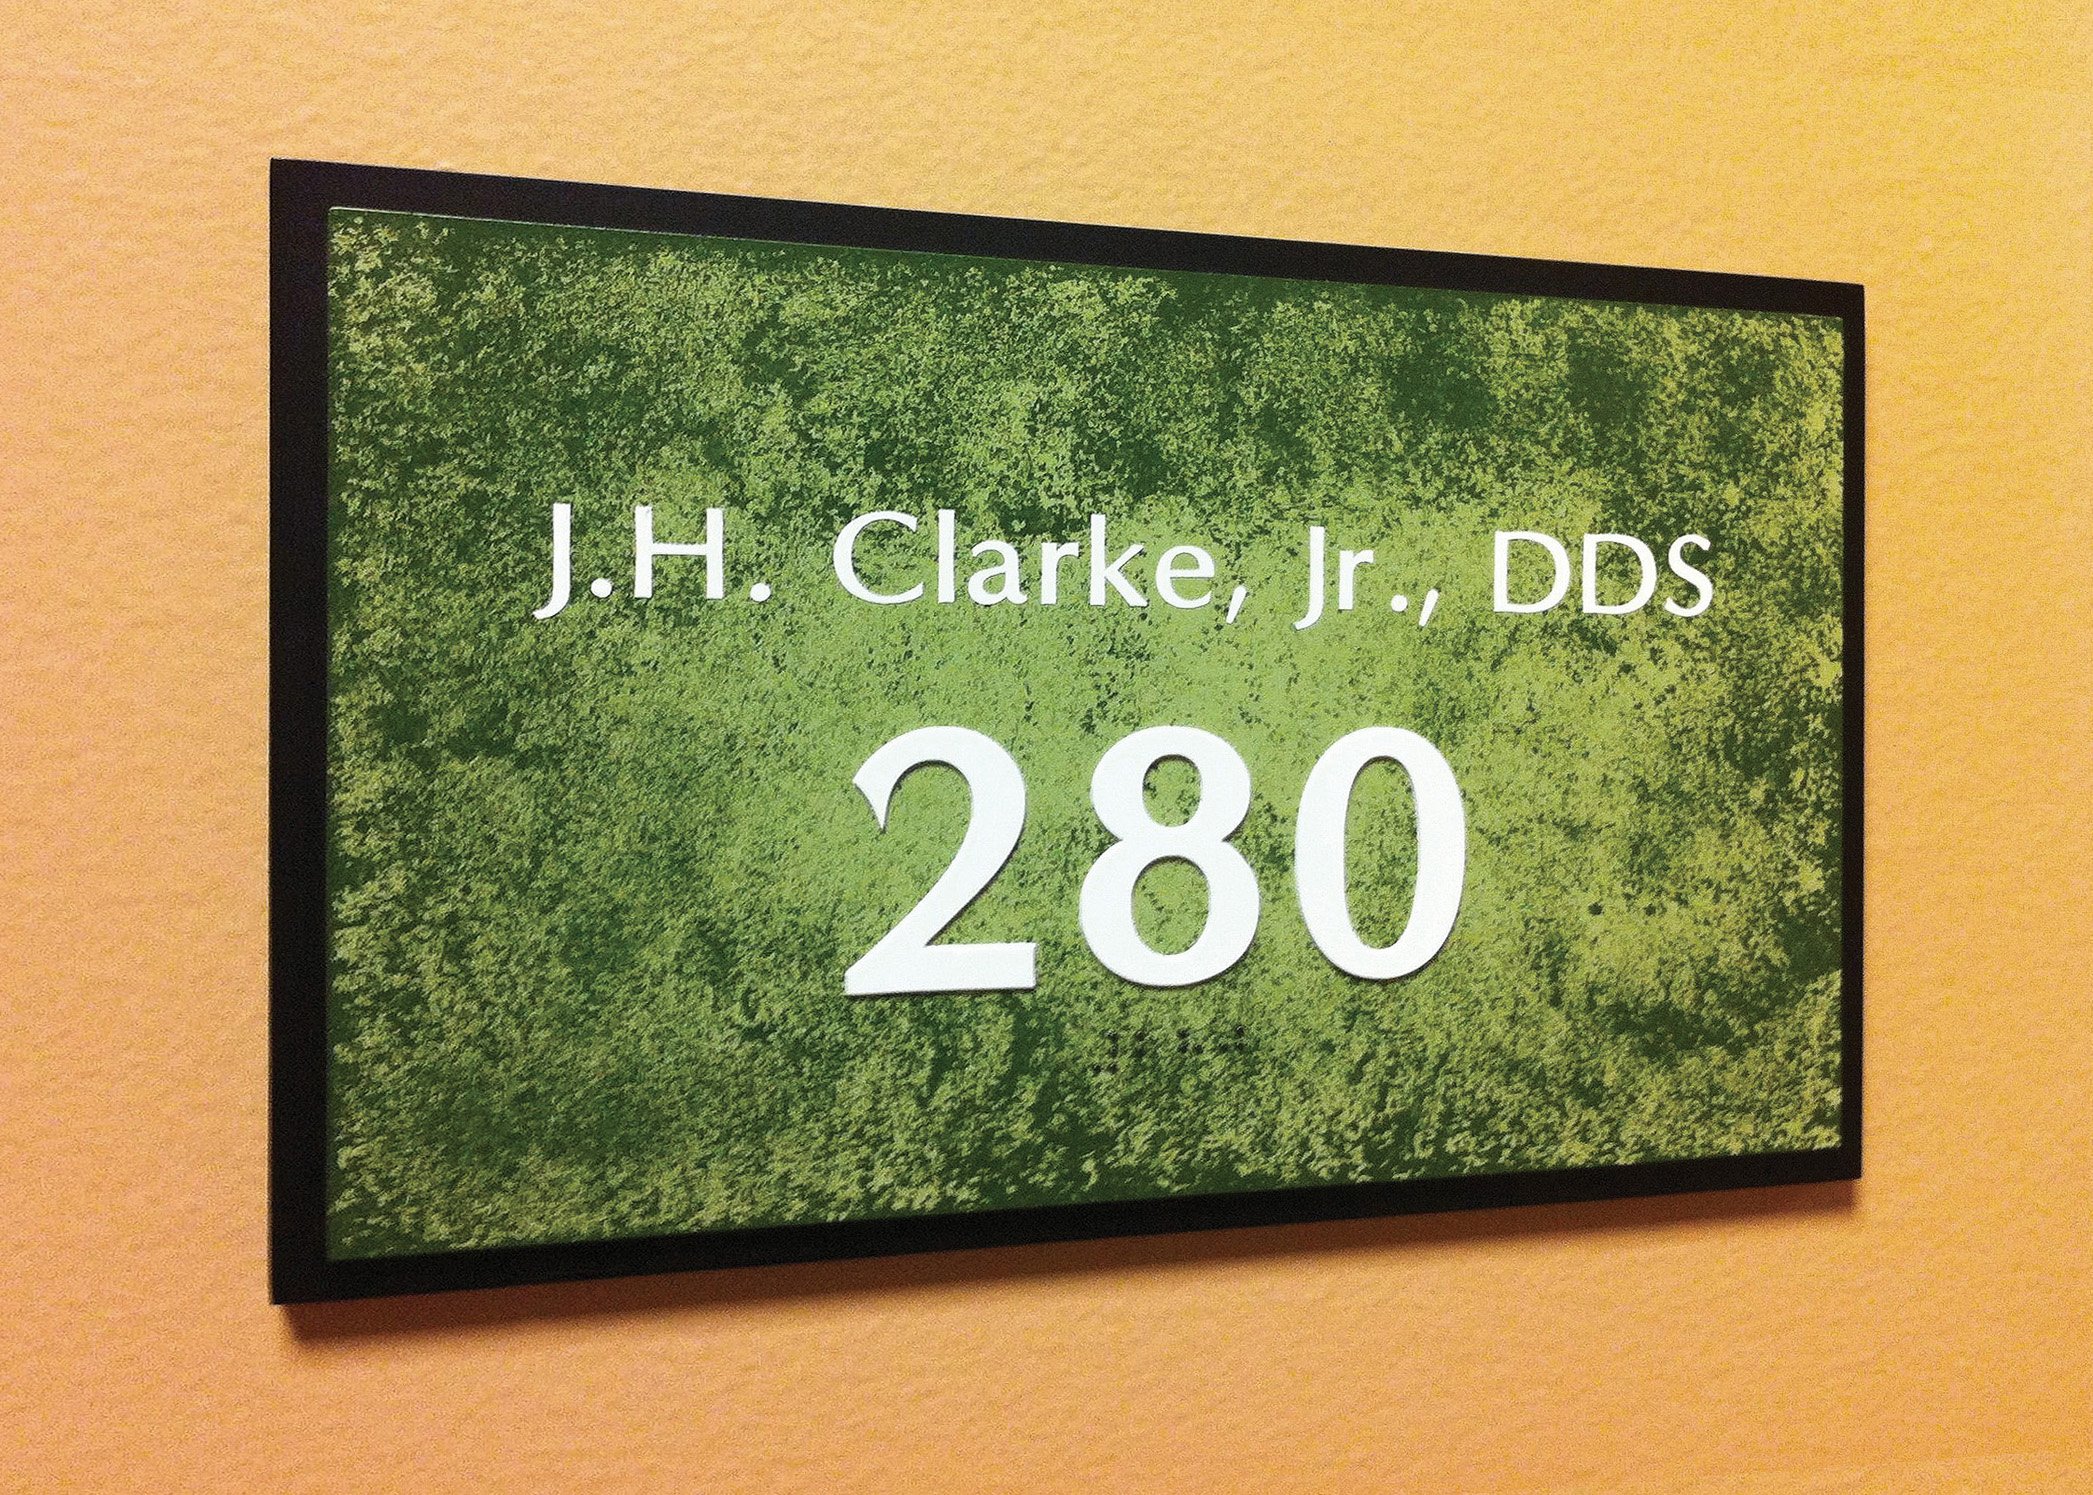 J.H. Clarke, Jr., DDS
280